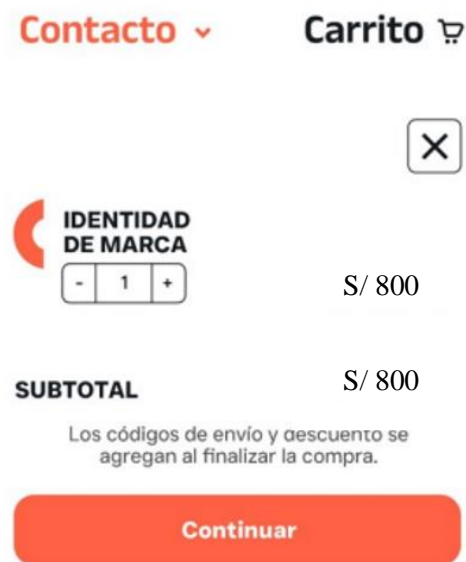 Contacto Carrito
X
IDENTIDAD
DE MARCA
- 1 +
S/ 800
SUBTOTAL S/ 800
Los códigos de envío y descuento se
agregan al finalizar la compra.
Continuar